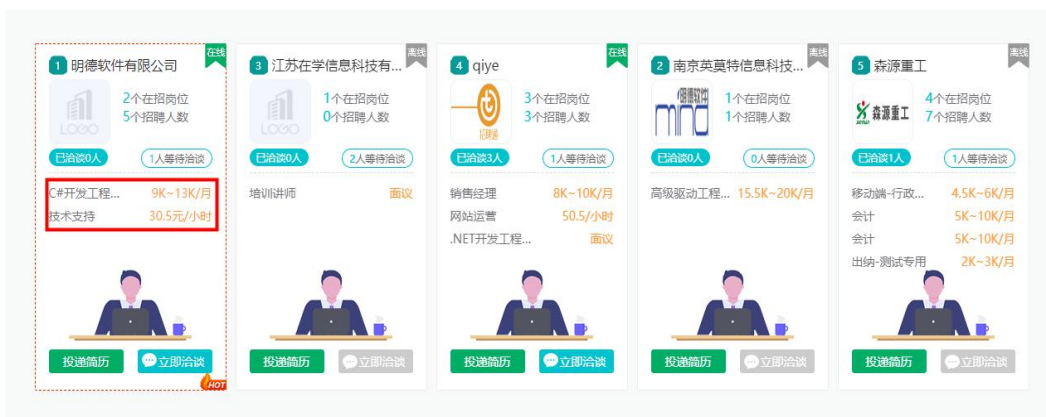 在线
1 明德软件有限公司
LOGO
2个在招岗位
5个招聘人数
已洽谈0人
1人等待洽谈
C#开发工程... 9K~13K/月
技术支持 30.5元/小时
投递简历
立即洽谈
HOT
离线
3 江苏在学信息科技有...
LOGO
1个在招岗位
0个招聘人数
已洽谈0人
2人等待洽谈
培训讲师 面议
投递简历
立即洽谈
在线
4 qiye
招聘通
3个在招岗位
3个招聘人数
已洽谈3人
1人等待洽谈
销售经理 8K~10K/月
网站运营 50.5/小时
.NET开发工程... 面议
投递简历
立即洽谈
离线
2 南京英莫特信息科技...
明德软件
mind
1个在招岗位
1个招聘人数
已洽谈0人
0人等待洽谈
高级驱动工程... 15.5K~20K/月
投递简历
立即洽谈
离线
5 森源重工
森源重工
4个在招岗位
7个招聘人数
已洽谈1人
1人等待洽谈
移动端-行政... 4.5K~6K/月
会计 5K~10K/月
会计 5K~10K/月
出纳-测试专用 2K~3K/月
投递简历
立即洽谈